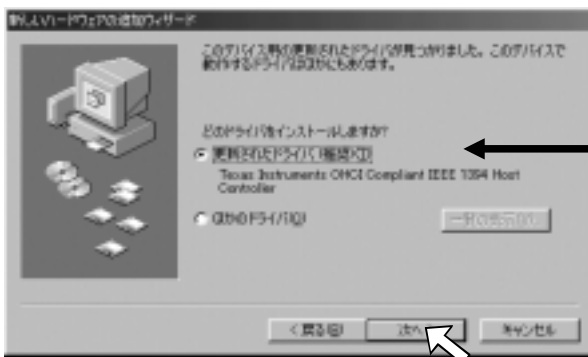 新しいハードウェアの追加ウィザード
このデバイス用の更新されたドライバが見つかりました。このデバイスで
動作するドライバはほかにもあります。
どのドライバをインストールしますか?
更新されたドライバ(推奨)(U)
Texas Instruments OHCI Compliant IEEE 1394 Host
Controller
ほかのドライバ(O)
一覧の表示(V)
< 戻る(B)
次へ
キャンセル